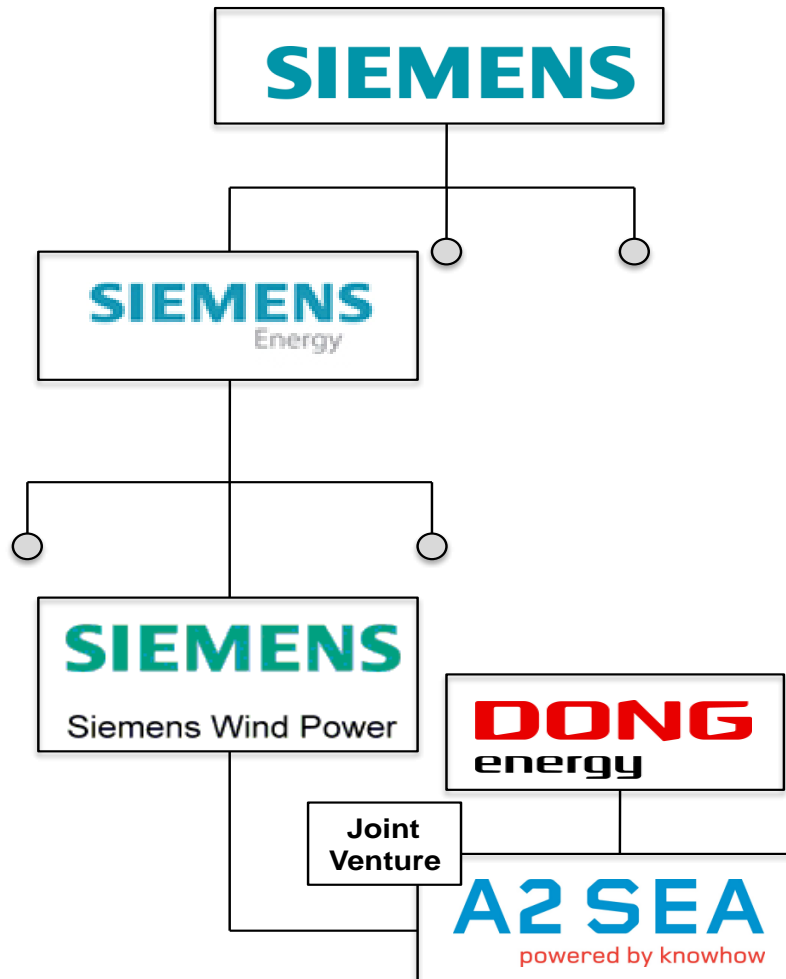 SIEMENS
SIEMENS
Energy
SIEMENS
Siemens Wind Power
DONG
energy
Joint
Venture
A2 SEA
powered by knowhow